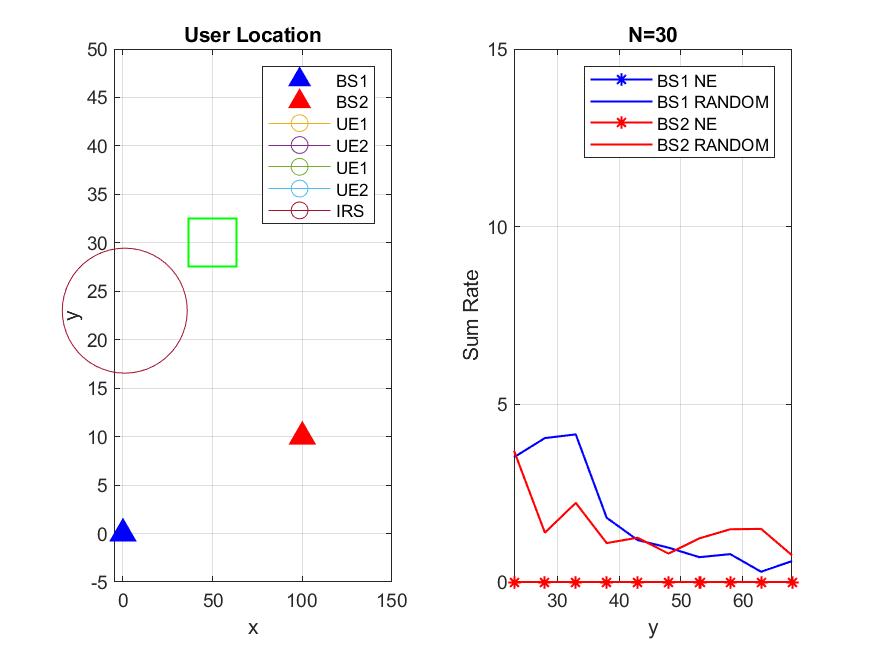 User Location
50
45
40
35
30
25
20
15
10
5
0
-5
y
0
50
100
150
x
BS1
BS2
UE1
UE2
UE1
UE2
IRS
N=30
15
10
5
0
Sum Rate
30
40
50
60
y
BS1 NE
BS1 RANDOM
BS2 NE
BS2 RANDOM